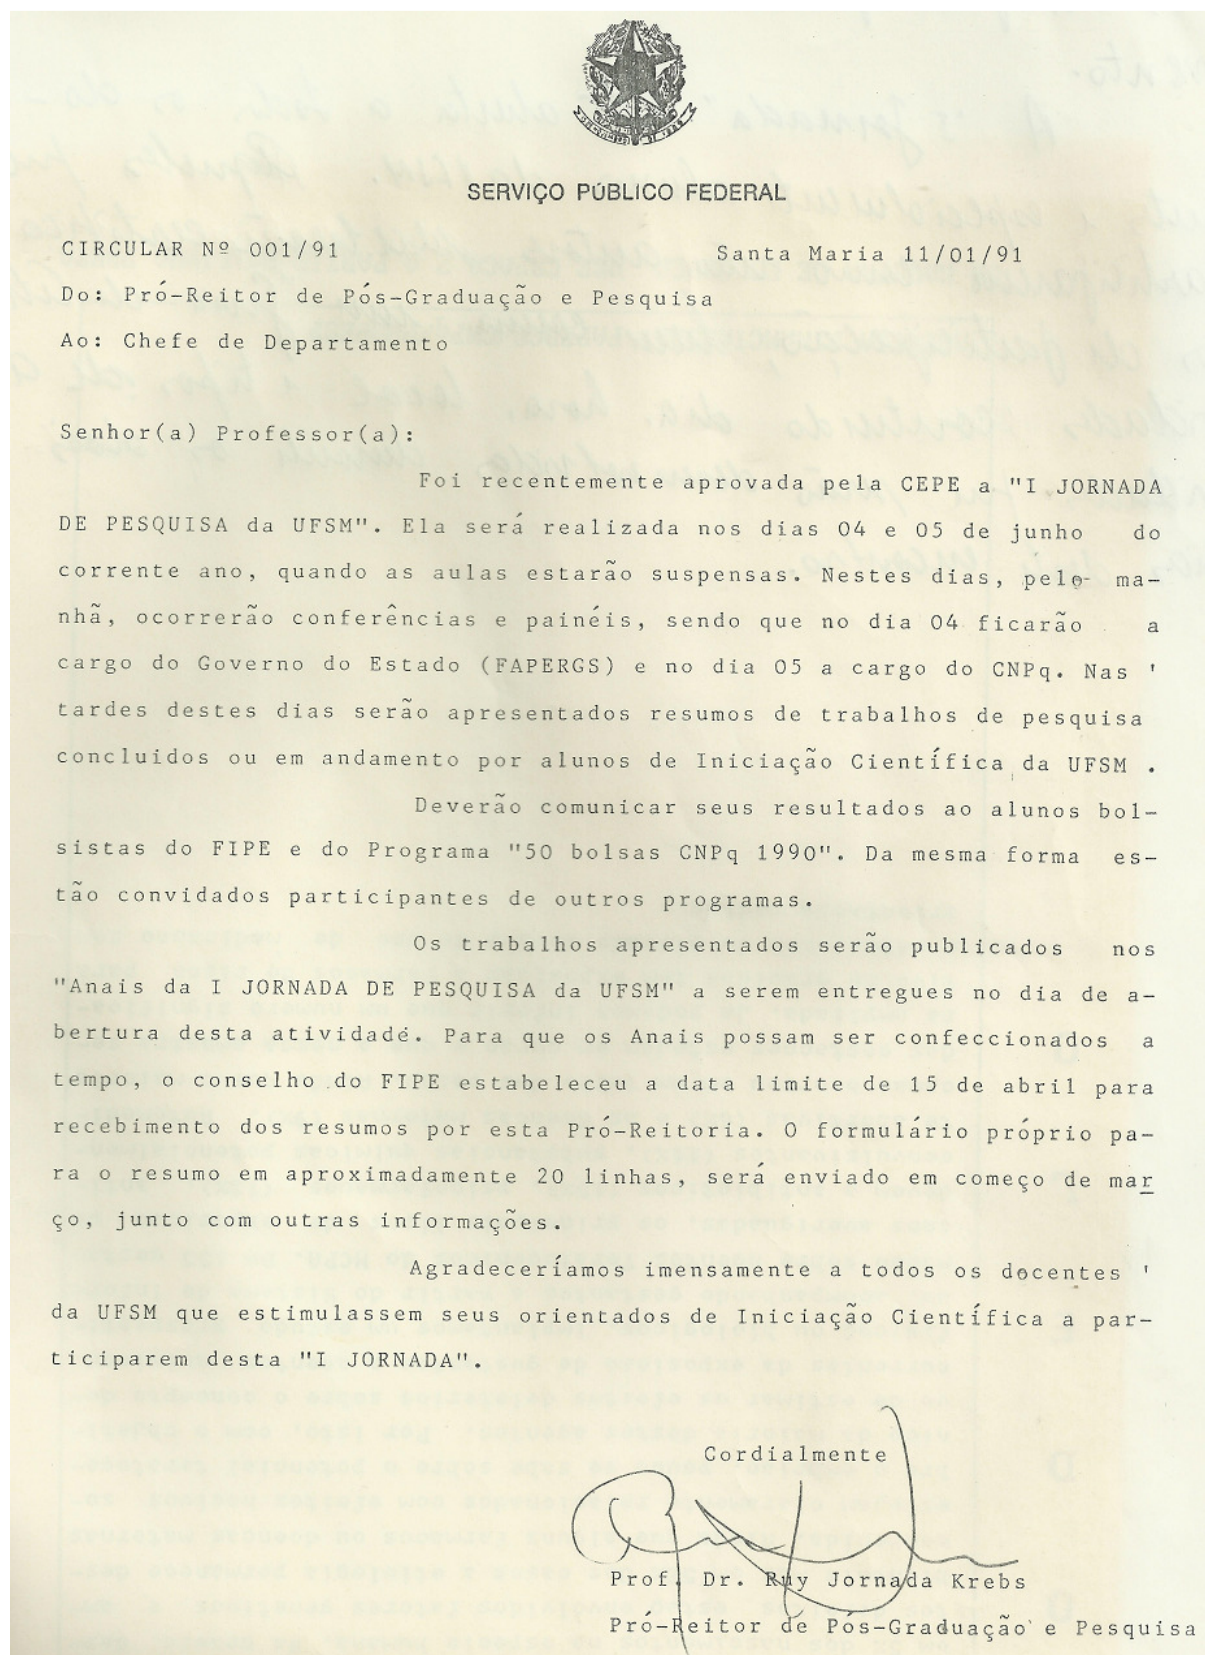 SERVIÇO PÚBLICO FEDERAL
CIRCULAR Nº 001/91 Santa Maria 11/01/91
Do: Pró-Reitor de Pós-Graduação e Pesquisa
Ao: Chefe de Departamento
Senhor(a) Professor(a):
Foi recentemente aprovada pela CEPE a "I JORNADA
DE PESQUISA da UFSM". Ela será realizada nos dias 04 e 05 de junho do
corrente ano, quando as aulas estarão suspensas. Nestes dias, pelo ma-
nhã, ocorrerão conferências e painéis, sendo que no dia 04 ficarão a
cargo do Governo do Estado (FAPERGS) e no dia 05 a cargo do CNPq. Nas '
tardes destes dias serão apresentados resumos de trabalhos de pesquisa
concluidos ou em andamento por alunos de Iniciação Científica da UFSM .
Deverão comunicar seus resultados ao alunos bol-
sistas do FIPE e do Programa "50 bolsas CNPq 1990". Da mesma forma es-
tão convidados participantes de outros programas.
Os trabalhos apresentados serão publicados nos
"Anais da I JORNADA DE PESQUISA da UFSM" a serem entregues no dia de a-
bertura desta atividade. Para que os Anais possam ser confeccionados a
tempo, o conselho do FIPE estabeleceu a data limite de 15 de abril para
recebimento dos resumos por esta Pró-Reitoria. O formulário próprio pa-
ra o resumo em aproximadamente 20 linhas, será enviado em começo de mar
ço, junto com outras informações.
Agradeceríamos imensamente a todos os docentes '
da UFSM que estimulassem seus orientados de Iniciação Científica a par-
ticiparem desta "I JORNADA".
Cordialmente
Prof. Dr. Ruy Jornada Krebs
Pró-Reitor de Pós-Graduação e Pesquisa